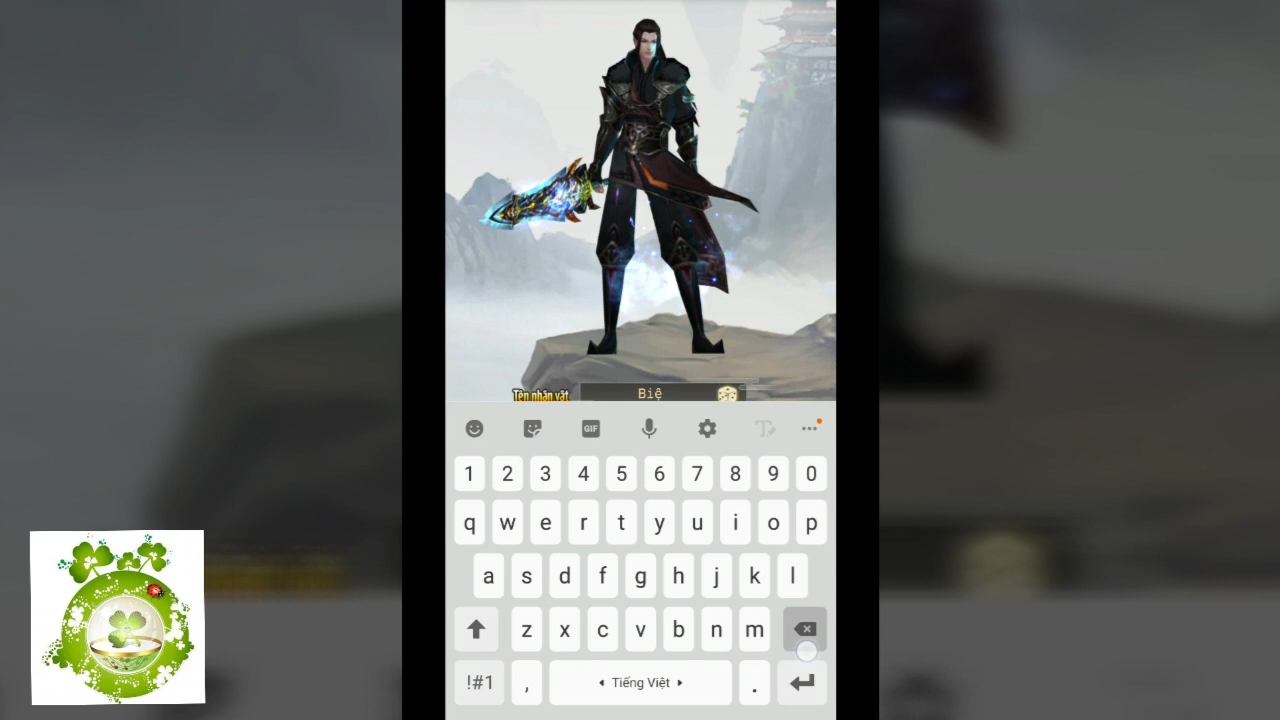 Tên nhân vật
Biệ
GIF
1 2 3 4 5 6 7 8 9 0
q w e r t y u i o p
a s d f g h j k l
z x c v b n m
!#1 , Tiếng Việt .